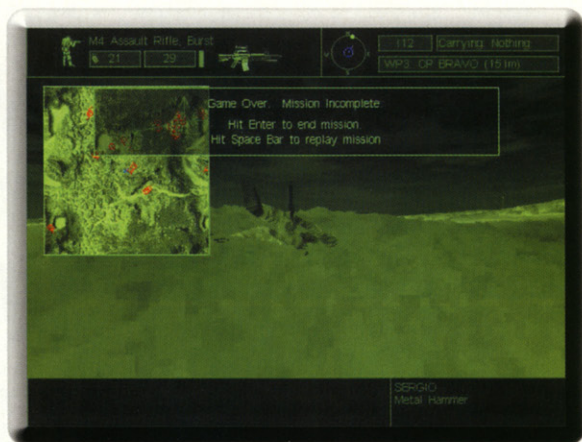 M4 Assault Rifle, Burst
21 29
112 Carrying: Nothing
WP3: OP BRAVO (151m)
Game Over. Mission Incomplete.
Hit Enter to end mission.
Hit Space Bar to replay mission
SERGIO
Metal Hammer